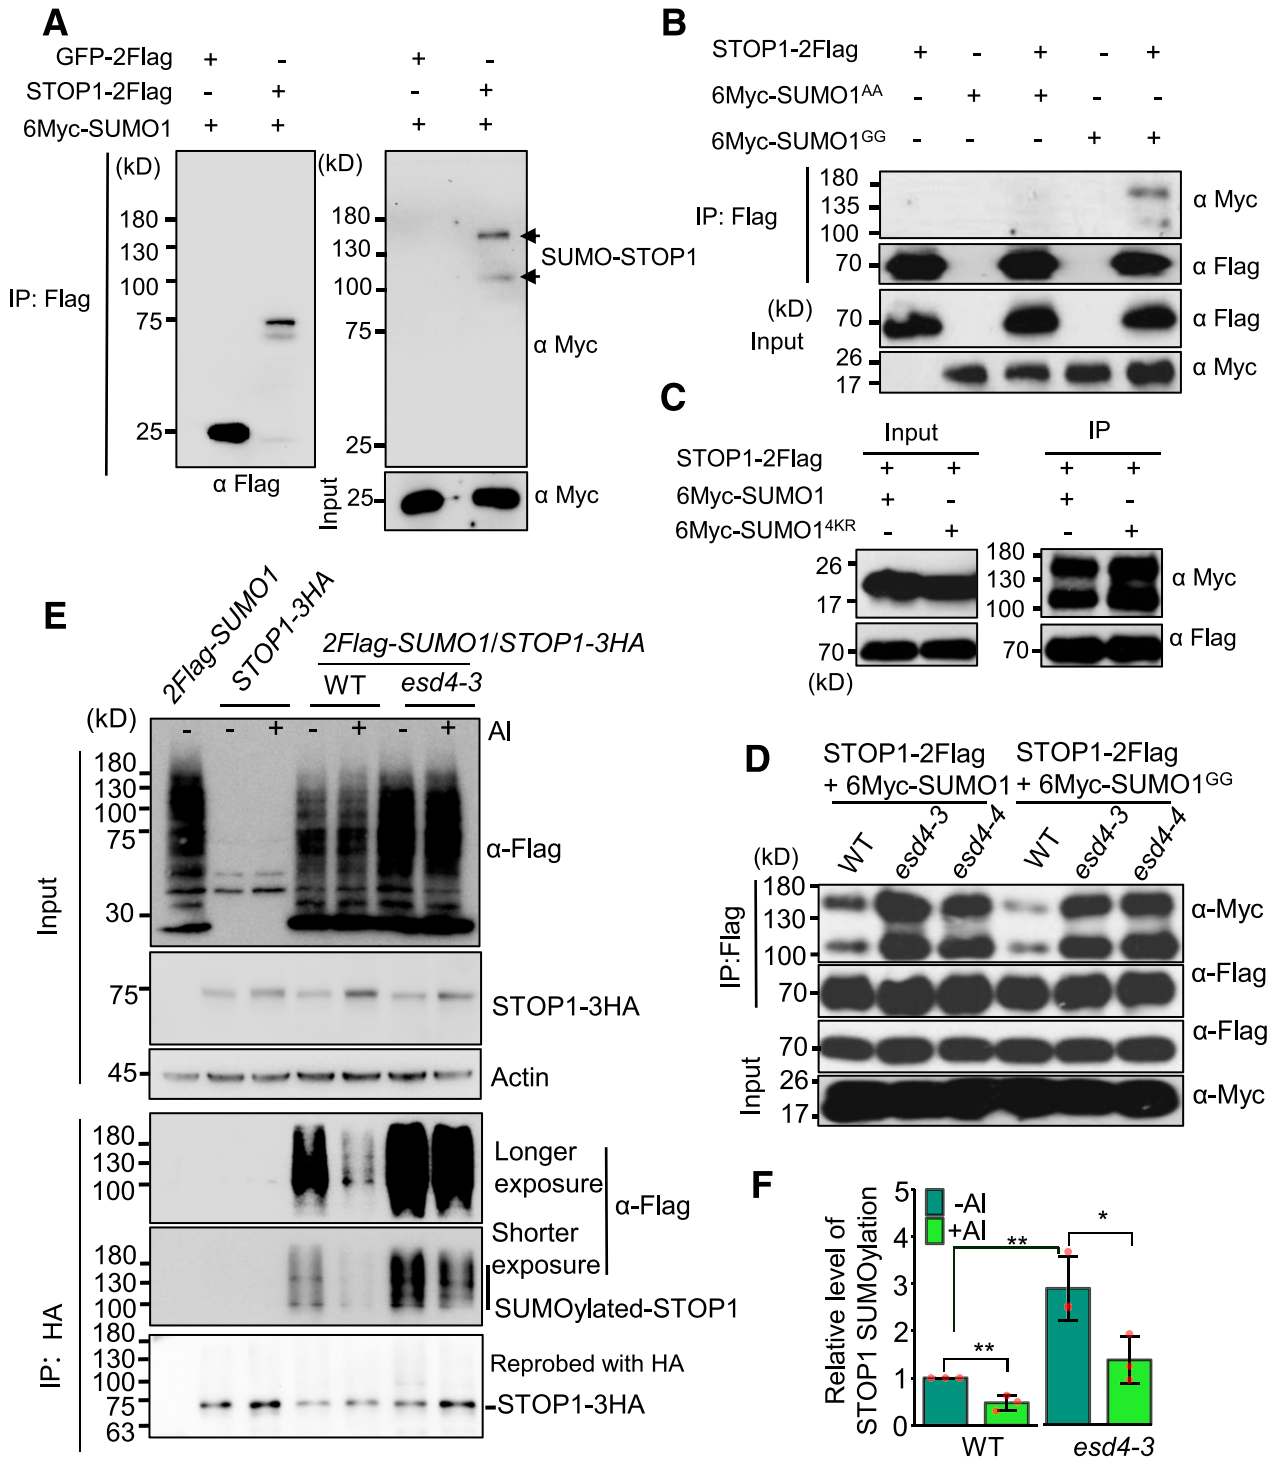 A
GFP-2Flag + - + -
STOP1-2Flag - + - +
6Myc-SUMO1 + + + +
(kD) (kD)
180 180
130 130
100 100
75 75
25 25
IP: Flag
SUMO-STOP1
α Myc
α Flag
Input
25
α Myc
B
STOP1-2Flag + - + - +
6Myc-SUMO1AA - + + - -
6Myc-SUMO1GG - - - + +
IP: Flag
180
135
100
α Myc
70
α Flag
(kD)
Input
70
α Flag
26
17
α Myc
C
Input IP
STOP1-2Flag + + + +
6Myc-SUMO1 + - + -
6Myc-SUMO14KR - + - +
26
17
180
130
100
α Myc
70 70
α Flag
(kD)
D
STOP1-2Flag
+ 6Myc-SUMO1
STOP1-2Flag
+ 6Myc-SUMO1GG
WT esd4-3 esd4-4 WT esd4-3 esd4-4
(kD)
IP:Flag
180
130
100
α-Myc
70
α-Flag
Input
70
α-Flag
26
17
α-Myc
E
2Flag-SUMO1
STOP1-3HA
2Flag-SUMO1/STOP1-3HA
WT esd4-3
(kD)
- - + - + - + Al
Input
180
130
100
75
30
α-Flag
75
STOP1-3HA
45
Actin
IP: HA
180
130
100
Longer
exposure
α-Flag
Shorter
exposure
180
130
100
SUMOylated-STOP1
180
130
100
75
63
Reprobed with HA
STOP1-3HA
F
Relative level of
STOP1 SUMOylation
5
4
3
2
1
0
-Al
+Al
** ** *
WT esd4-3